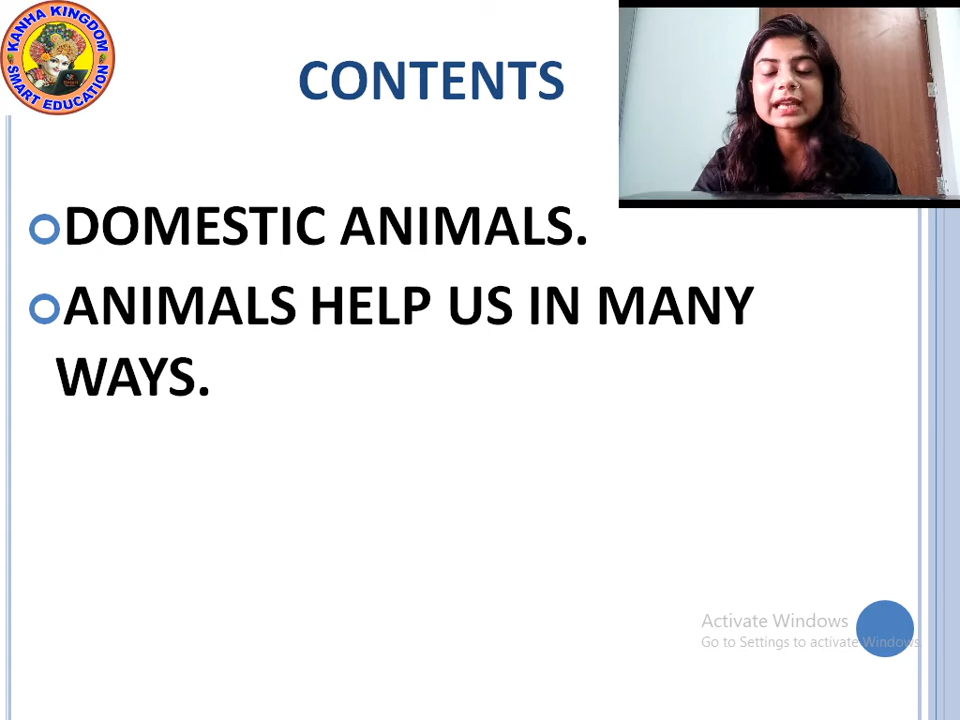 KANHA KINGDOM
SMART EDUCATION
CONTENTS
DOMESTIC ANIMALS.
ANIMALS HELP US IN MANY
WAYS.
Activate Windows
Go to Settings to activate Windows.